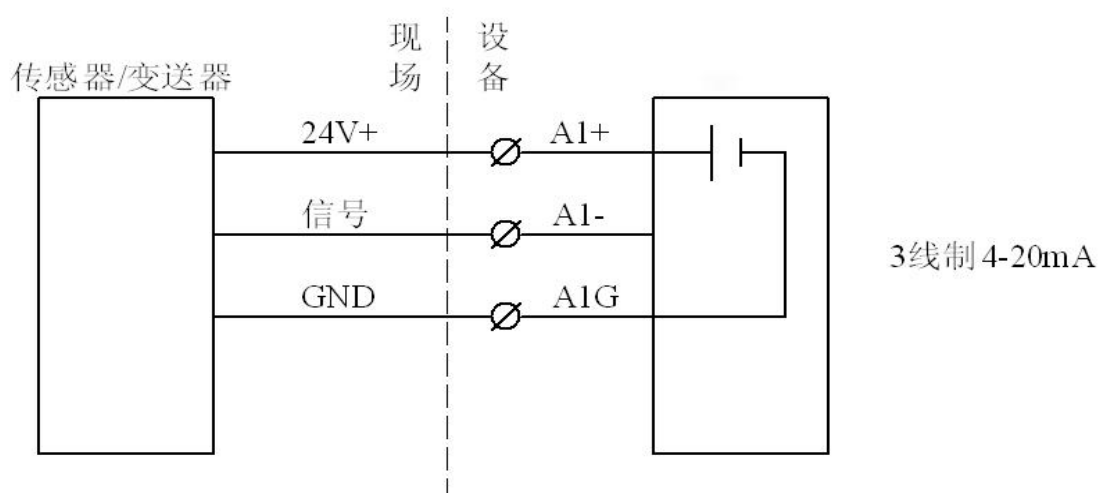 现 设
场 备
传感器/变送器
24V+ A1+
信号 A1-
3线制4-20mA
GND A1G